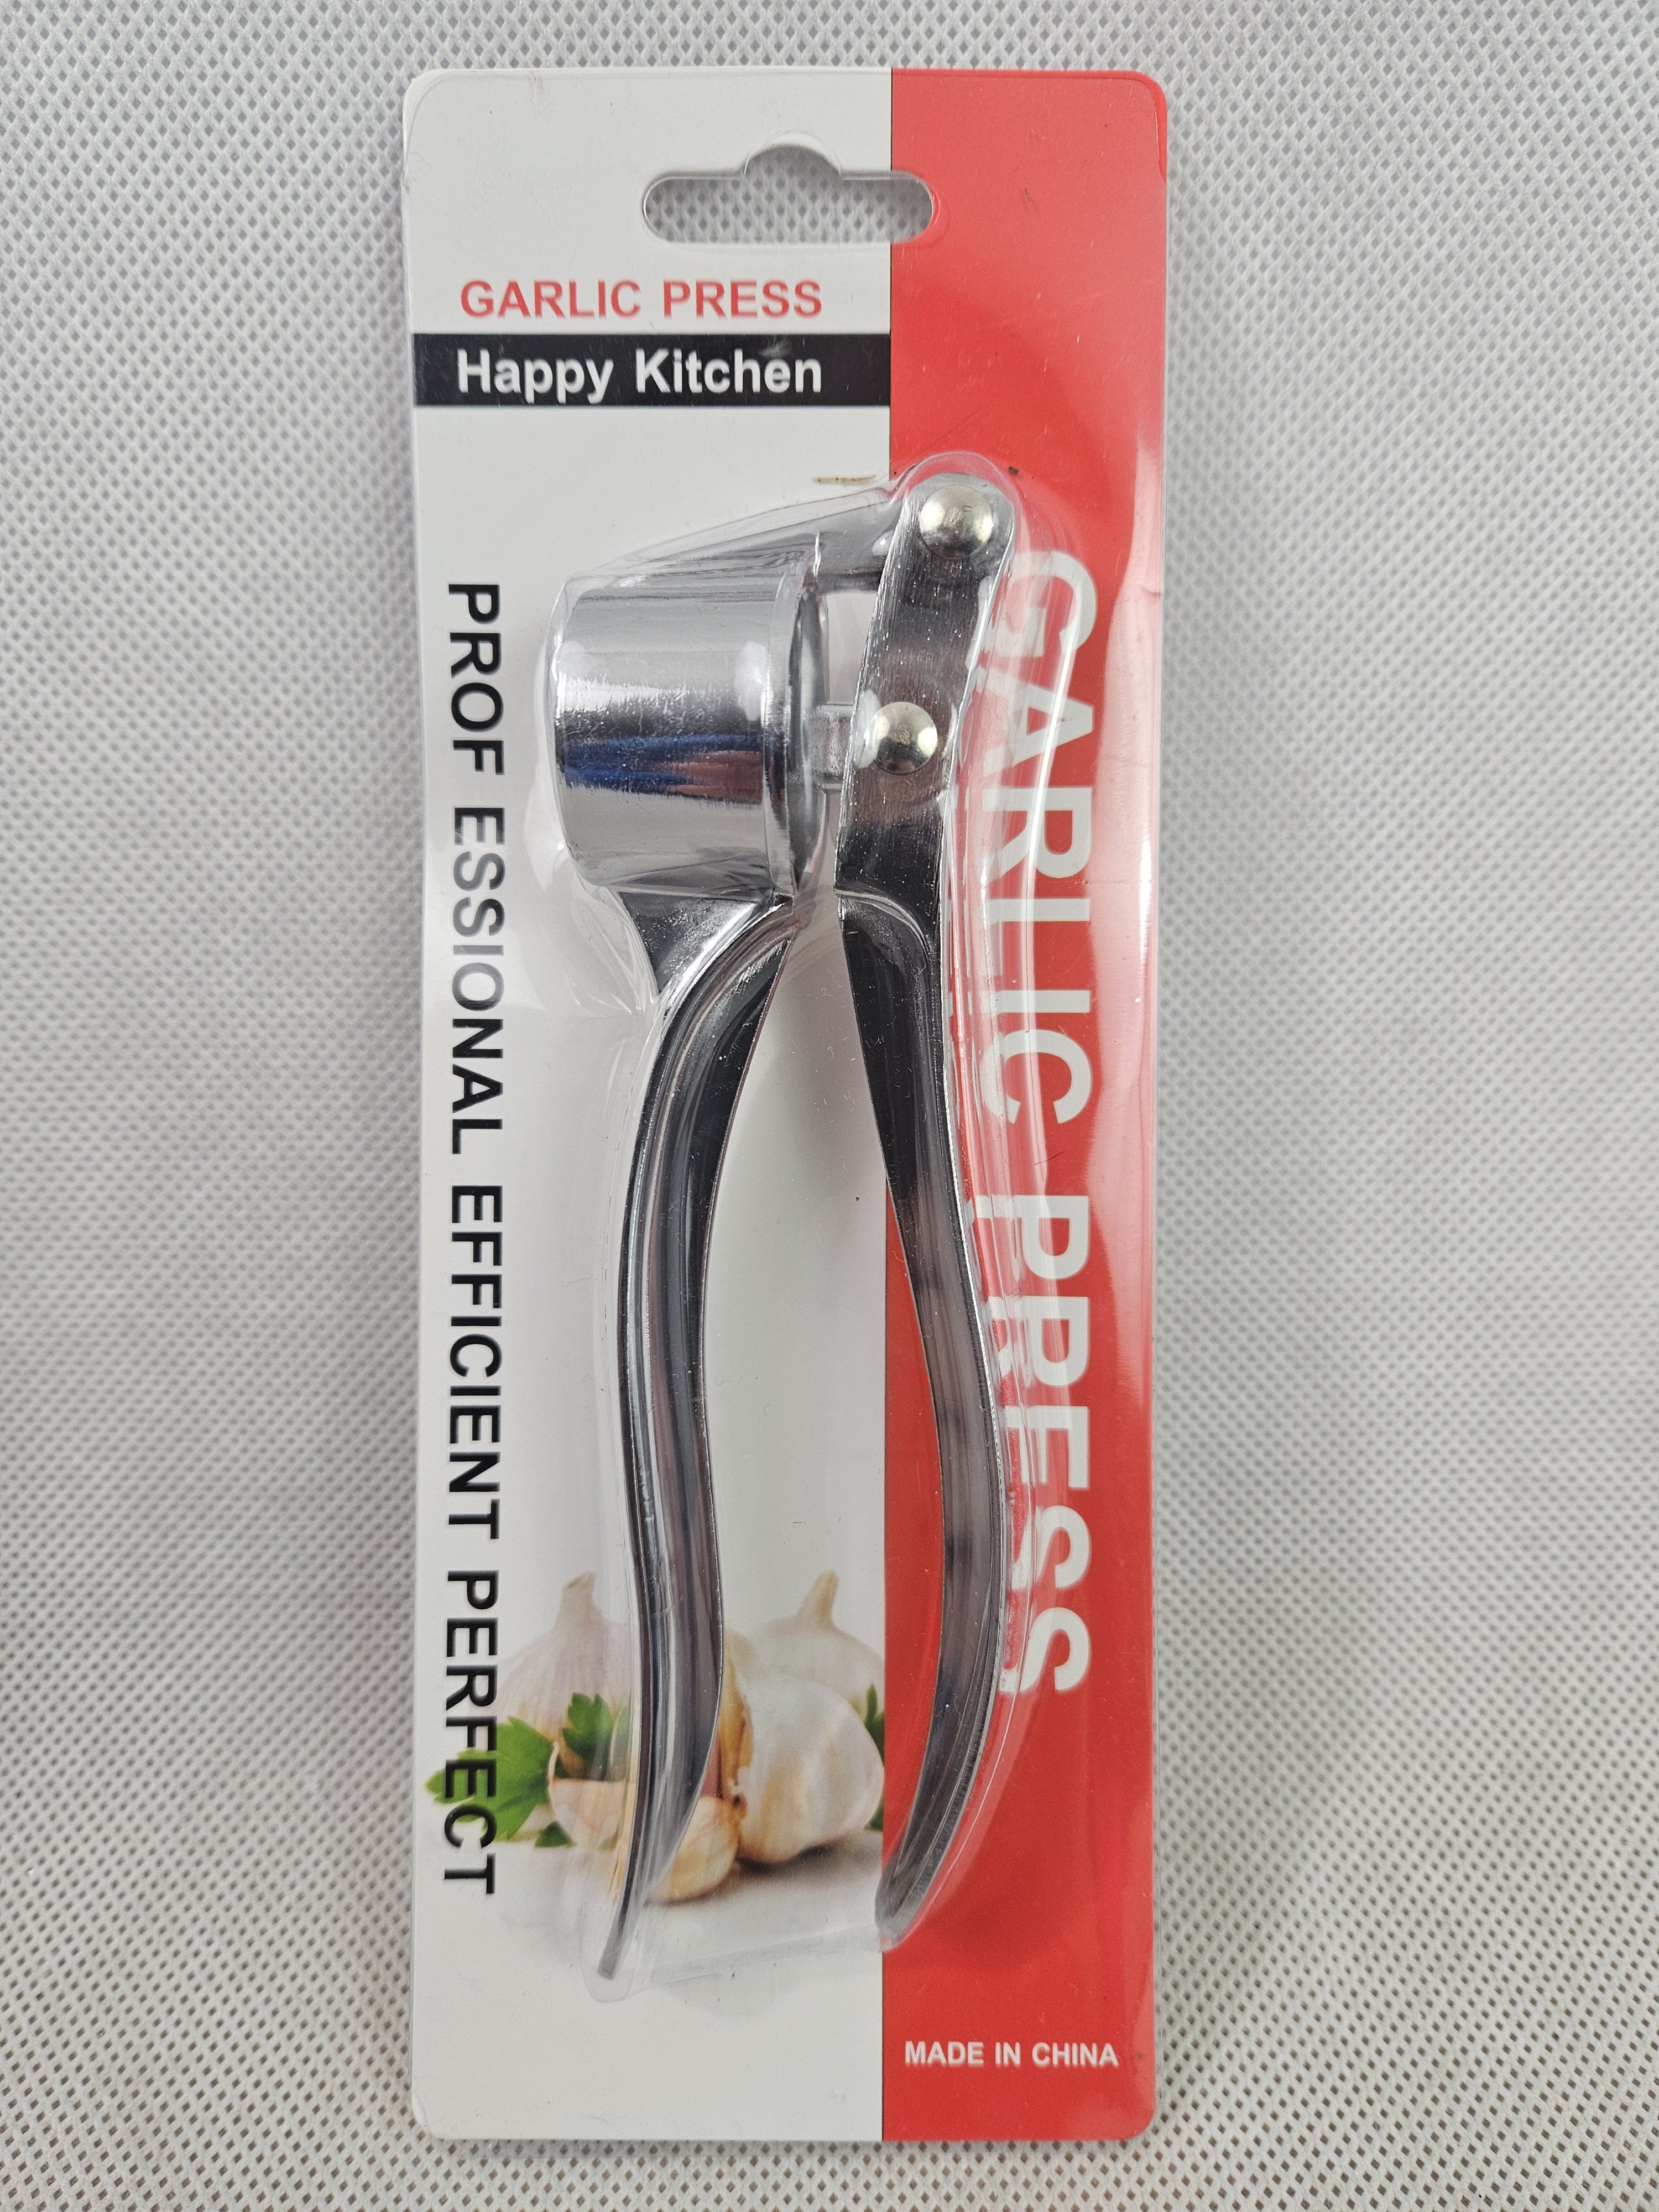 GARLIC PRESS
Happy Kitchen
PROF ESSIONAL EFFICIENT PERFECT
GARLIC PRESS
MADE IN CHINA